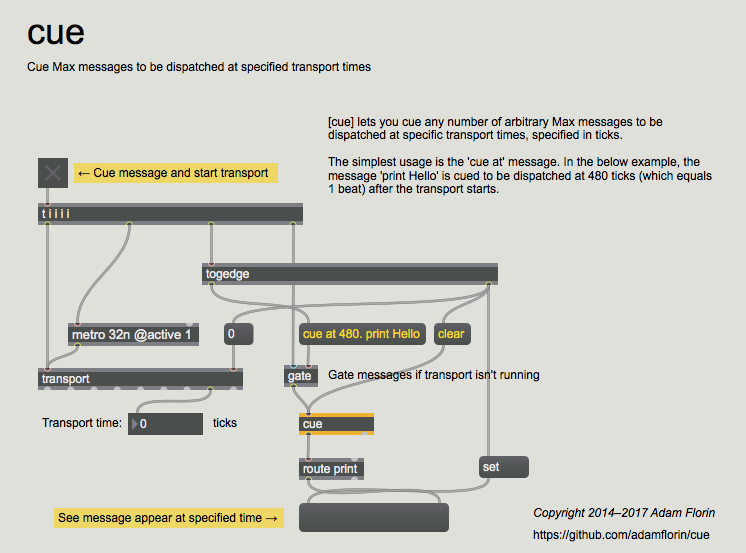 cue
Cue Max messages to be dispatched at specified transport times
[cue] lets you cue any number of arbitrary Max messages to be
dispatched at specific transport times, specified in ticks.
The simplest usage is the 'cue at' message. In the below example, the
message 'print Hello' is cued to be dispatched at 480 ticks (which equals
1 beat) after the transport starts.
← Cue message and start transport
t i i i i
togedge
metro 32n @active 1
0
cue at 480. print Hello
clear
transport
gate
Gate messages if transport isn't running
Transport time:
0
ticks
cue
route print
set
See message appear at specified time →
Copyright 2014–2017 Adam Florin
https://github.com/adamflorin/cue